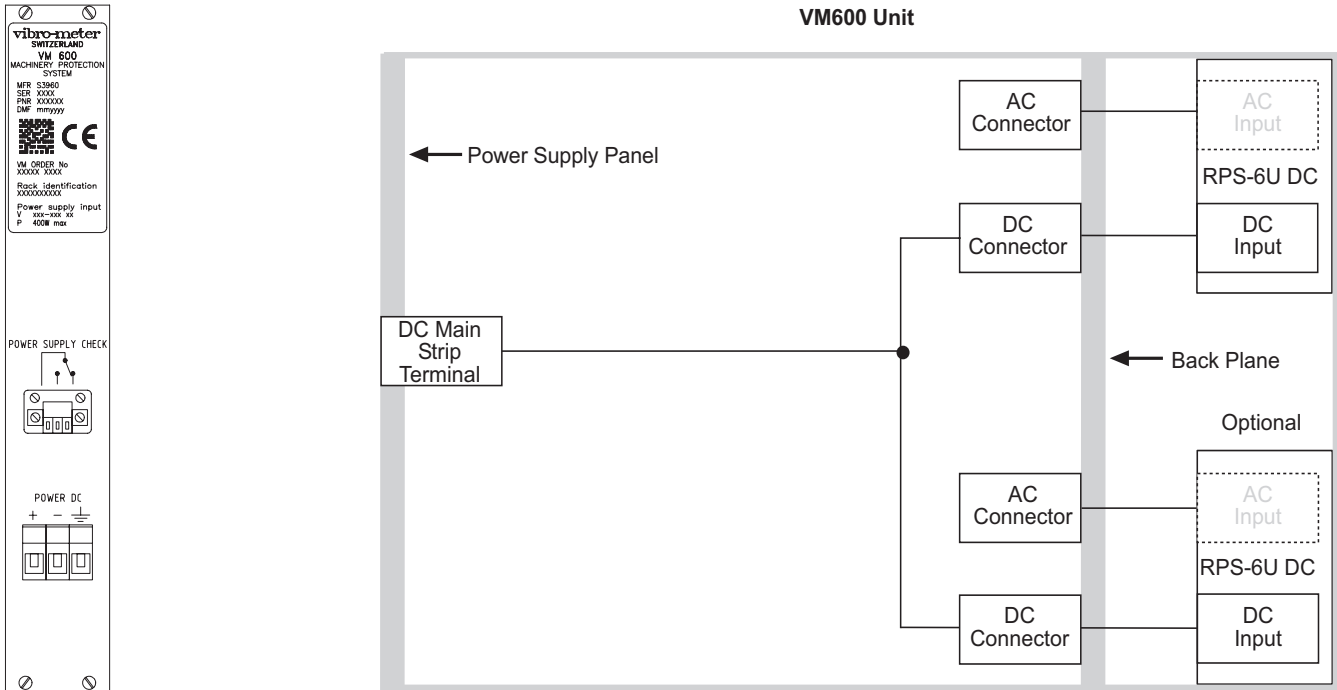 vibro-meter
SWITZERLAND
VM 600
MACHINERY PROTECTION
SYSTEM
MFR S3960
SER XXXX
PNR XXXXXX
DMF mmyyyy
CE
VM ORDER No
XXXXX XXXX
Rack identification
XXXXXXXXXX
Power supply input
V xxx-xxx xx
P 400W max
POWER SUPPLY CHECK
POWER DC
+ -
VM600 Unit
Power Supply Panel
AC
Connector
AC
Input
RPS-6U DC
DC
Connector
DC
Input
DC Main
Strip
Terminal
Back Plane
Optional
AC
Connector
AC
Input
RPS-6U DC
DC
Connector
DC
Input